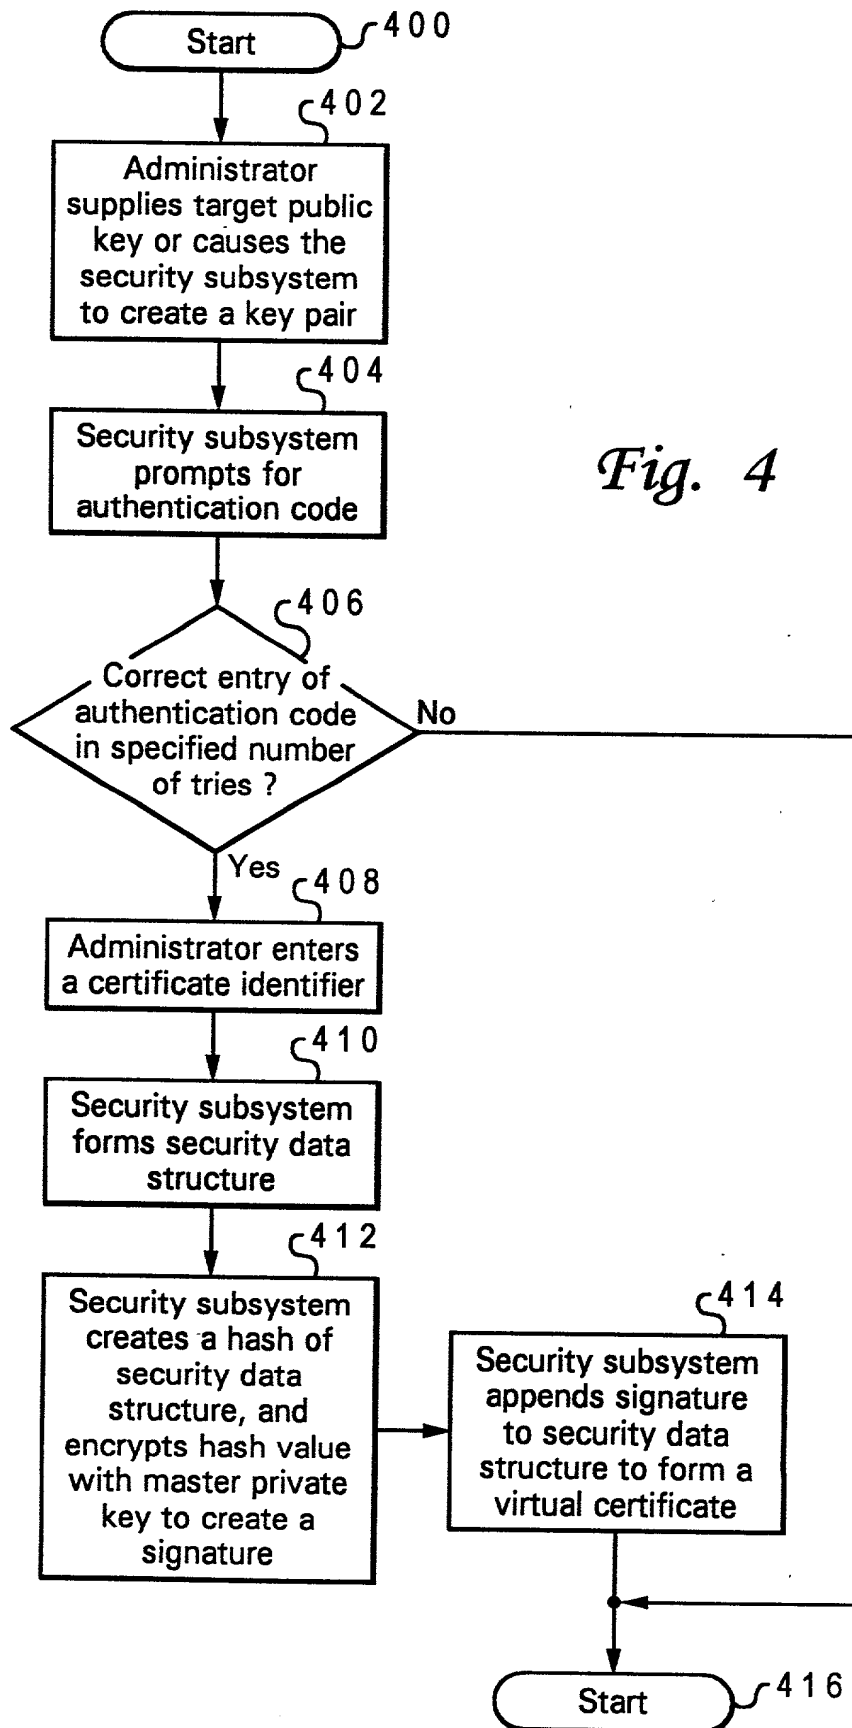 Start
400
402
Administrator
supplies target public
key or causes the
security subsystem
to create a key pair
404
Security subsystem
prompts for
authentication code
Fig. 4
406
Correct entry of
authentication code
in specified number
of tries ?
No
Yes
408
Administrator enters
a certificate identifier
410
Security subsystem
forms security data
structure
412
Security subsystem
creates a hash of
security data
structure, and
encrypts hash value
with master private
key to create a
signature
414
Security subsystem
appends signature
to security data
structure to form a
virtual certificate
Start
416